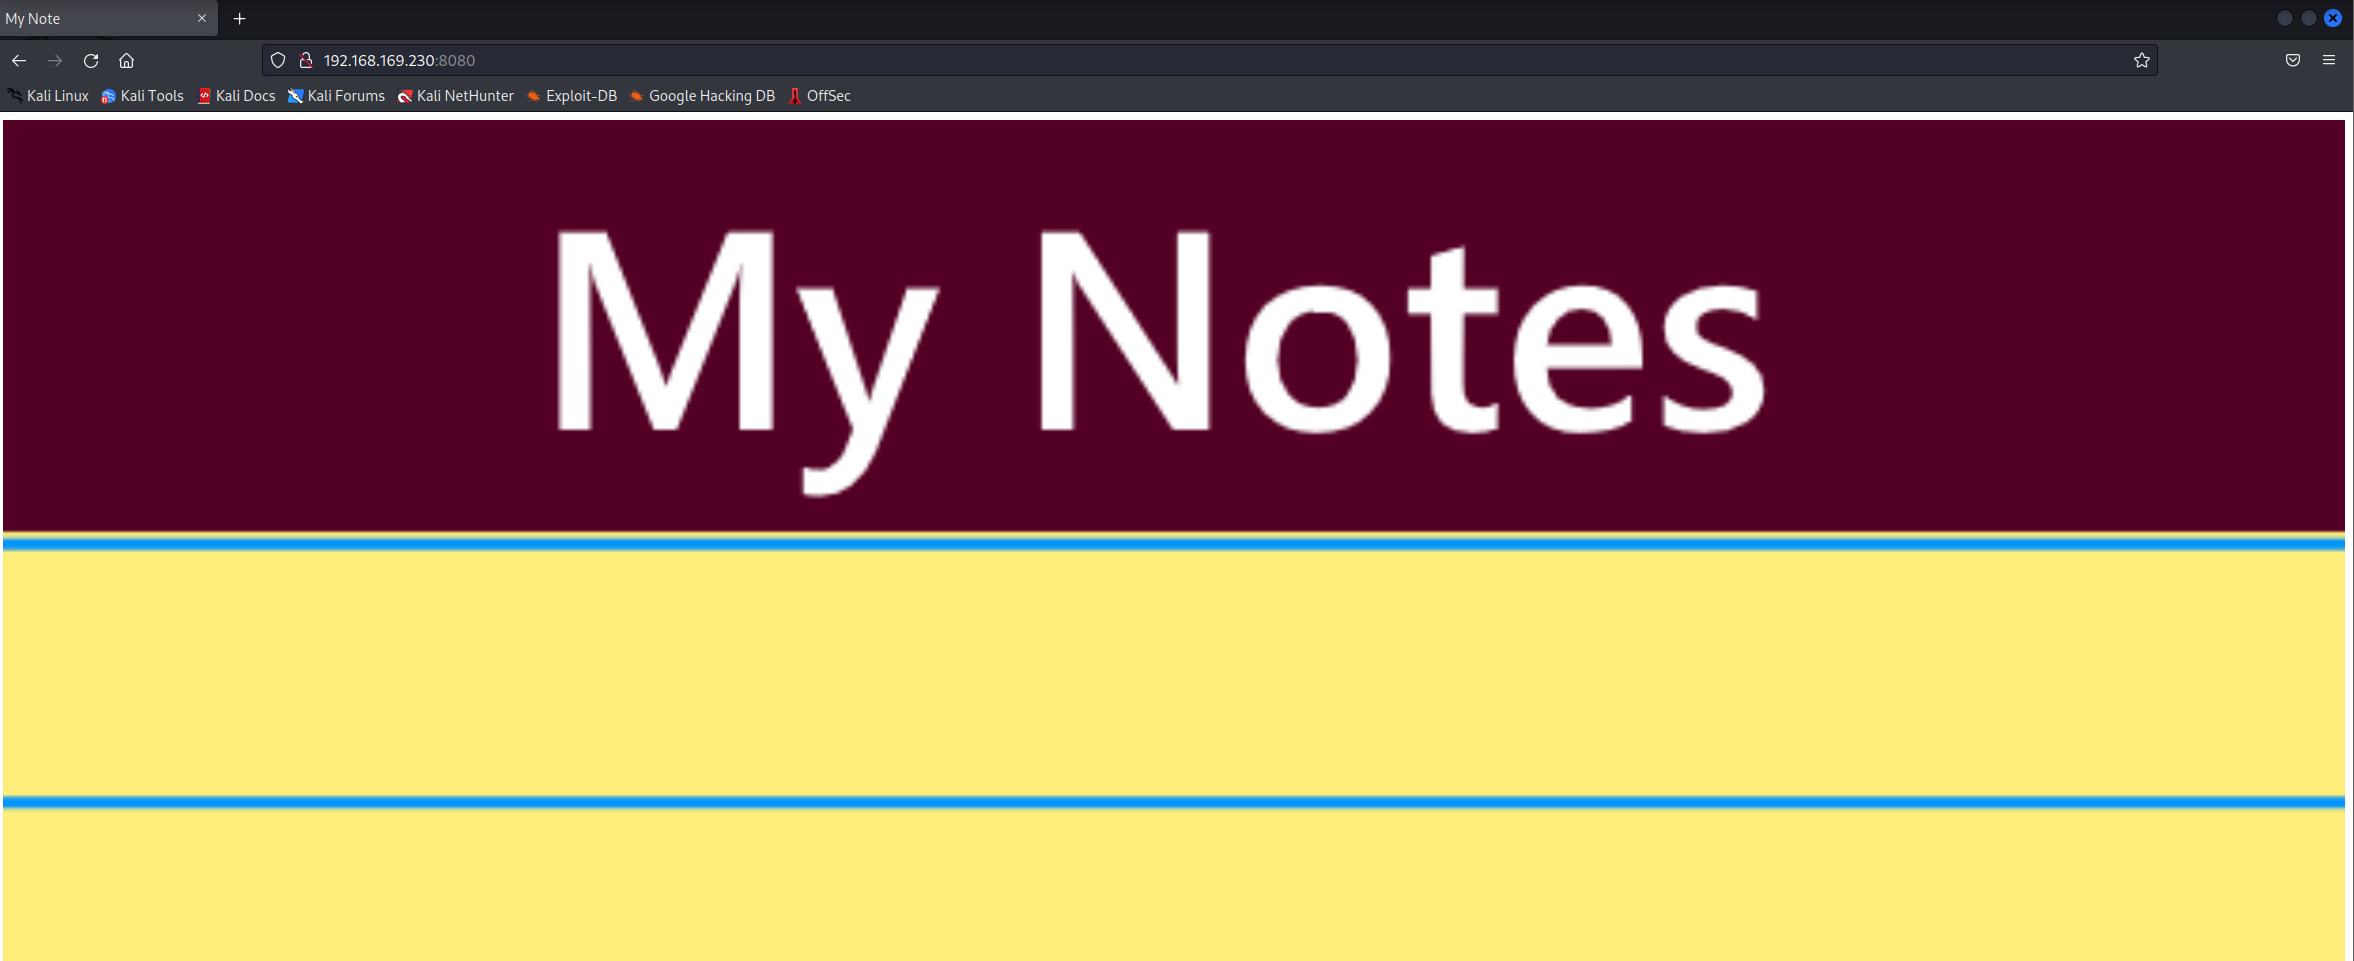 My Note
192.168.169.230:8080
Kali Linux Kali Tools Kali Docs Kali Forums Kali NetHunter Exploit-DB Google Hacking DB OffSec
My Notes